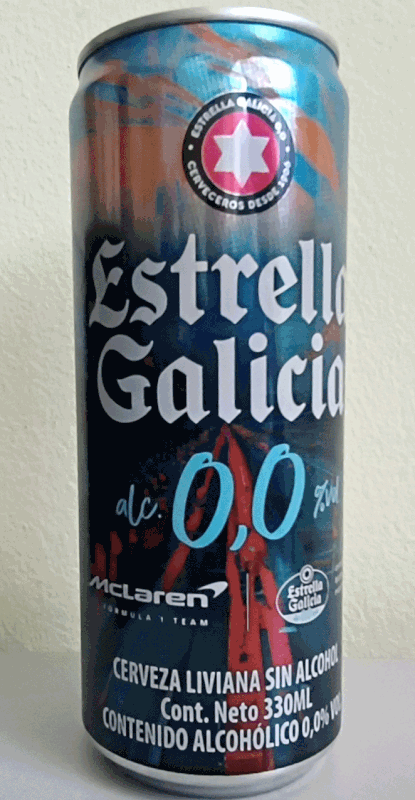 ESTRELLA GALICIA 0,0
CERVECEROS DESDE 1906
Estrella
Galicia
alc. 0,0 %vol
McLaren
FORMULA 1 TEAM
Estrella
Galicia
CERVEZA LIVIANA SIN ALCOHOL
Cont. Neto 330ML
CONTENIDO ALCOHÓLICO 0,0% VOL